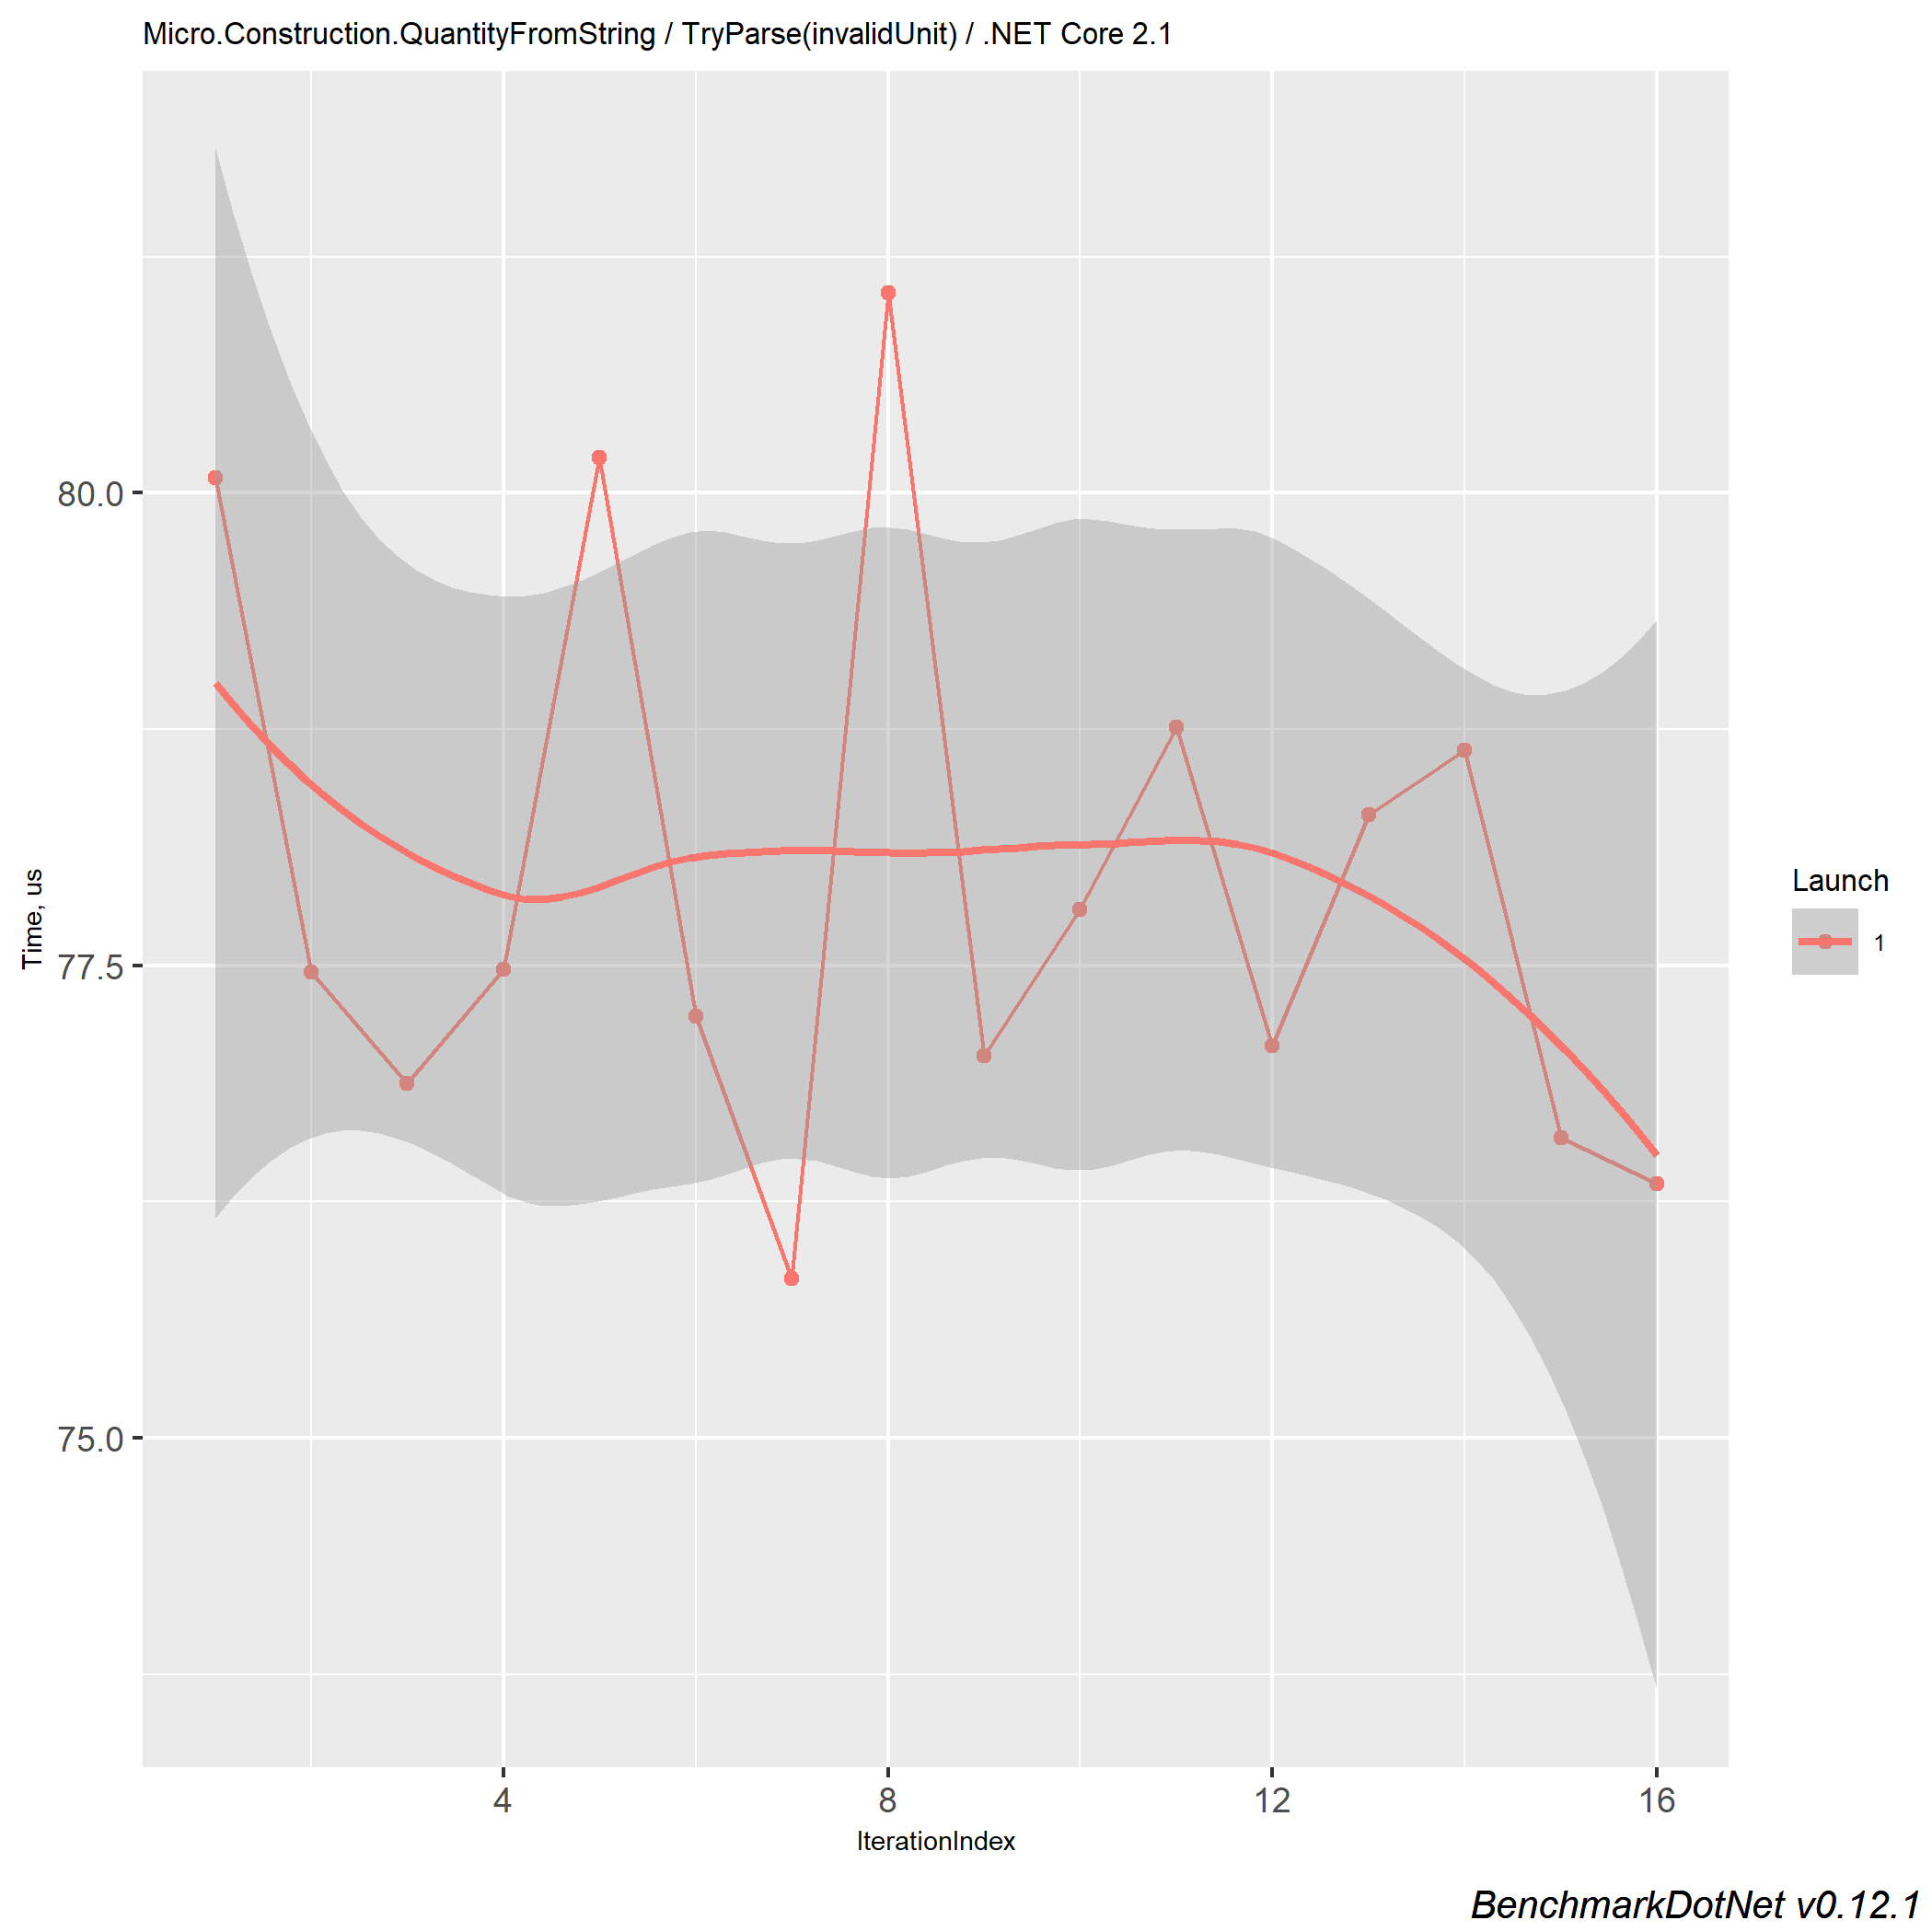 Micro.Construction.QuantityFromString / TryParse(invalidUnit) / .NET Core 2.1
80.0
77.5
75.0
Time, us
4
8
12
16
IterationIndex
Launch
1
BenchmarkDotNet v0.12.1